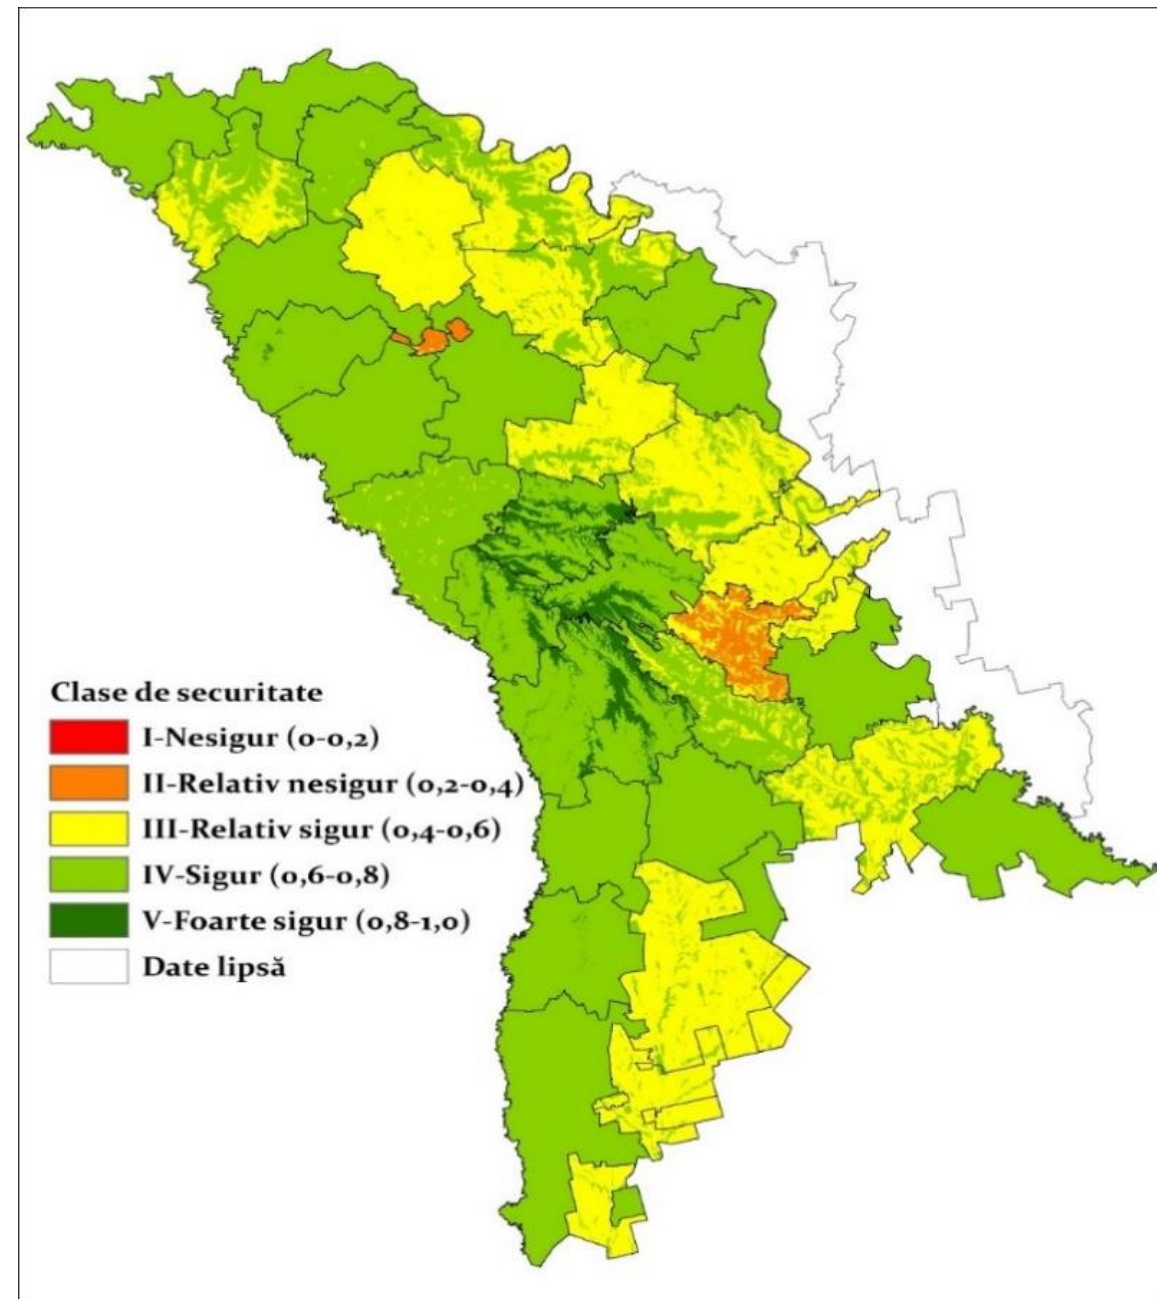 Clase de securitate
I-Nesigur (0-0,2)
II-Relativ nesigur (0,2-0,4)
III-Relativ sigur (0,4-0,6)
IV-Sigur (0,6-0,8)
V-Foarte sigur (0,8-1,0)
Date lipsă